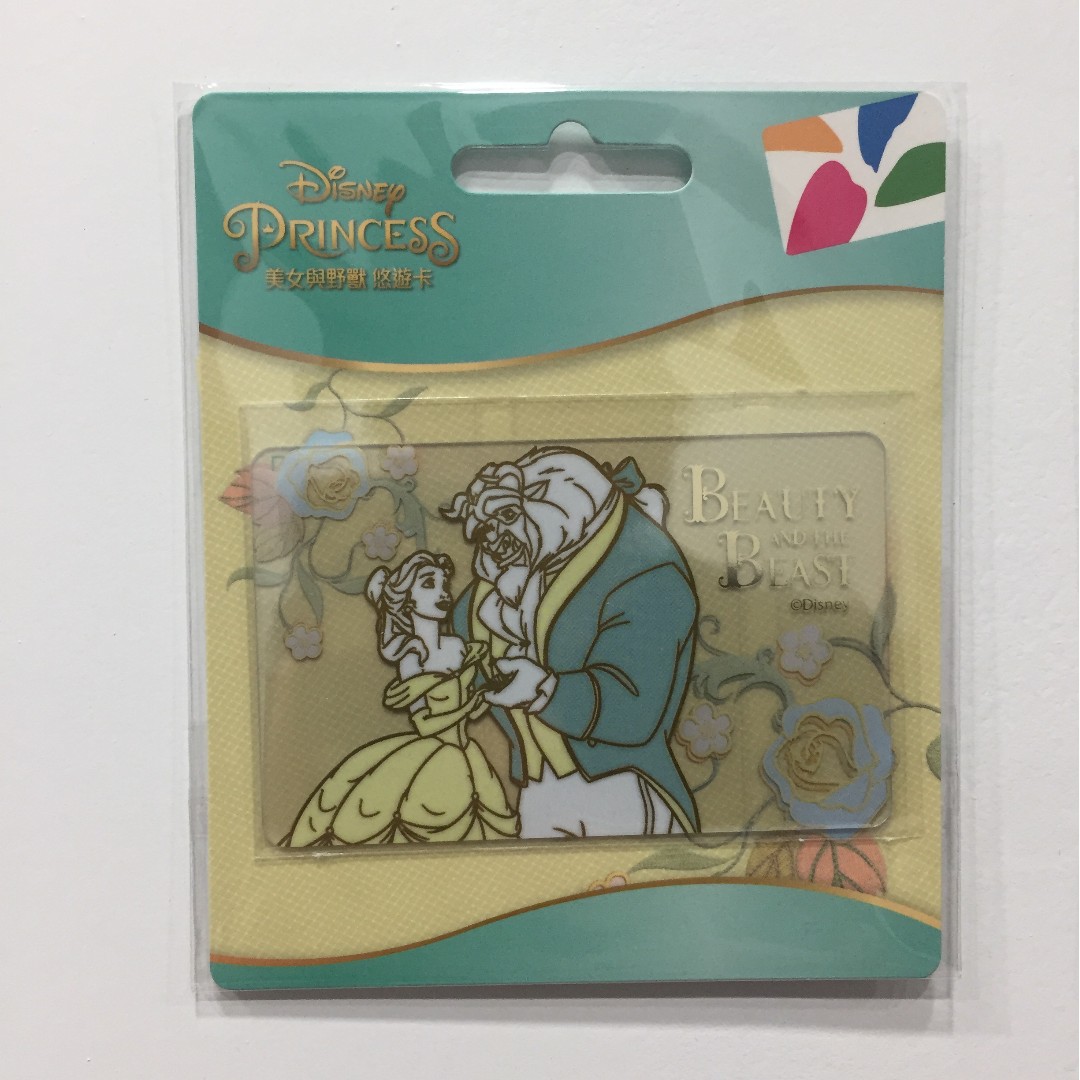 Disney
PRINCESS
美女與野獸 悠遊卡
BEAUTY
AND THE
BEAST
©Disney